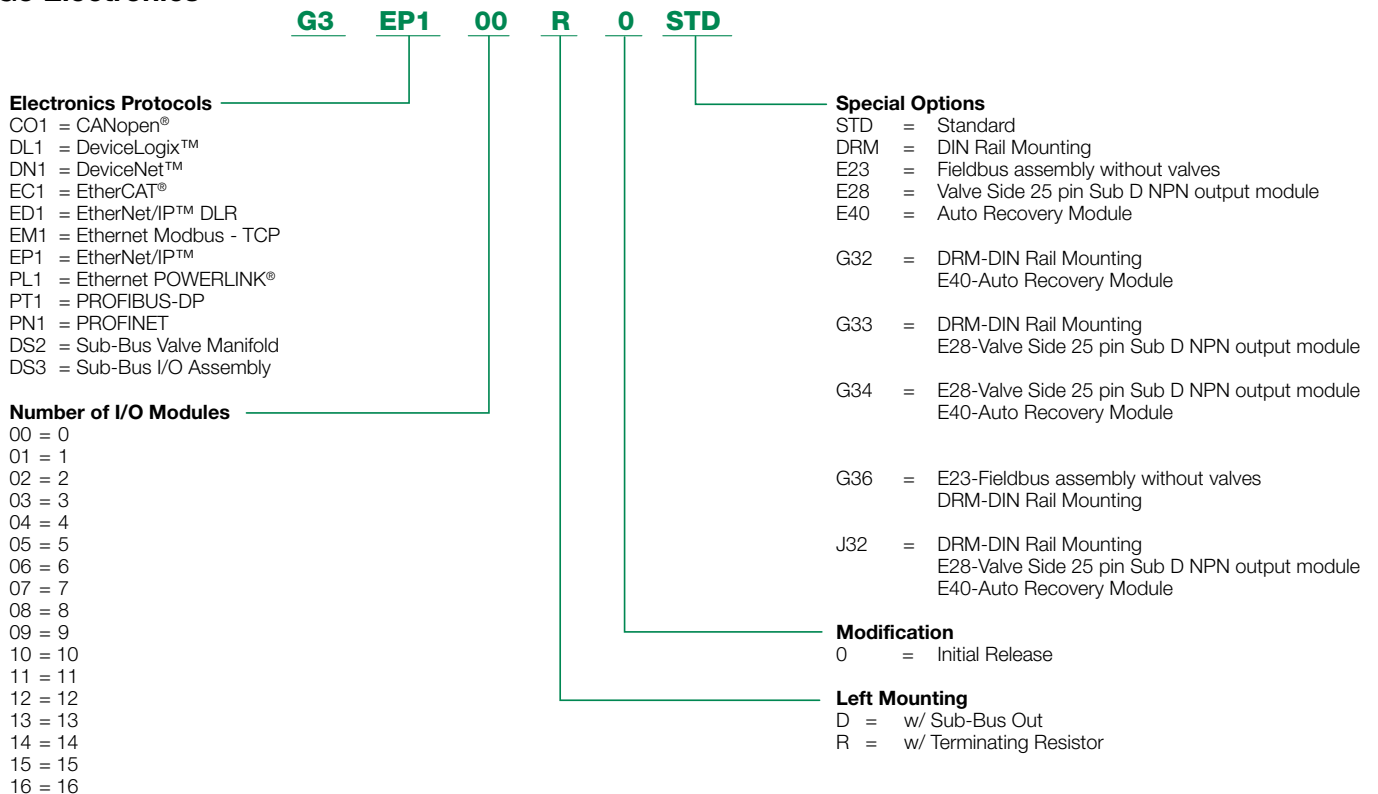 G3 EP1 00 R 0 STD
Electronics Protocols
CO1 = CANopen®
DL1 = DeviceLogix™
DN1 = DeviceNet™
EC1 = EtherCAT®
ED1 = EtherNet/IP™ DLR
EM1 = Ethernet Modbus - TCP
EP1 = EtherNet/IP™
PL1 = Ethernet POWERLINK®
PT1 = PROFIBUS-DP
PN1 = PROFINET
DS2 = Sub-Bus Valve Manifold
DS3 = Sub-Bus I/O Assembly
Number of I/O Modules
00 = 0
01 = 1
02 = 2
03 = 3
04 = 4
05 = 5
06 = 6
07 = 7
08 = 8
09 = 9
10 = 10
11 = 11
12 = 12
13 = 13
14 = 14
15 = 15
16 = 16
Special Options
STD = Standard
DRM = DIN Rail Mounting
E23 = Fieldbus assembly without valves
E28 = Valve Side 25 pin Sub D NPN output module
E40 = Auto Recovery Module
G32 = DRM-DIN Rail Mounting
E40-Auto Recovery Module
G33 = DRM-DIN Rail Mounting
E28-Valve Side 25 pin Sub D NPN output module
G34 = E28-Valve Side 25 pin Sub D NPN output module
E40-Auto Recovery Module
G36 = E23-Fieldbus assembly without valves
DRM-DIN Rail Mounting
J32 = DRM-DIN Rail Mounting
E28-Valve Side 25 pin Sub D NPN output module
E40-Auto Recovery Module
Modification
0 = Initial Release
Left Mounting
D = w/ Sub-Bus Out
R = w/ Terminating Resistor